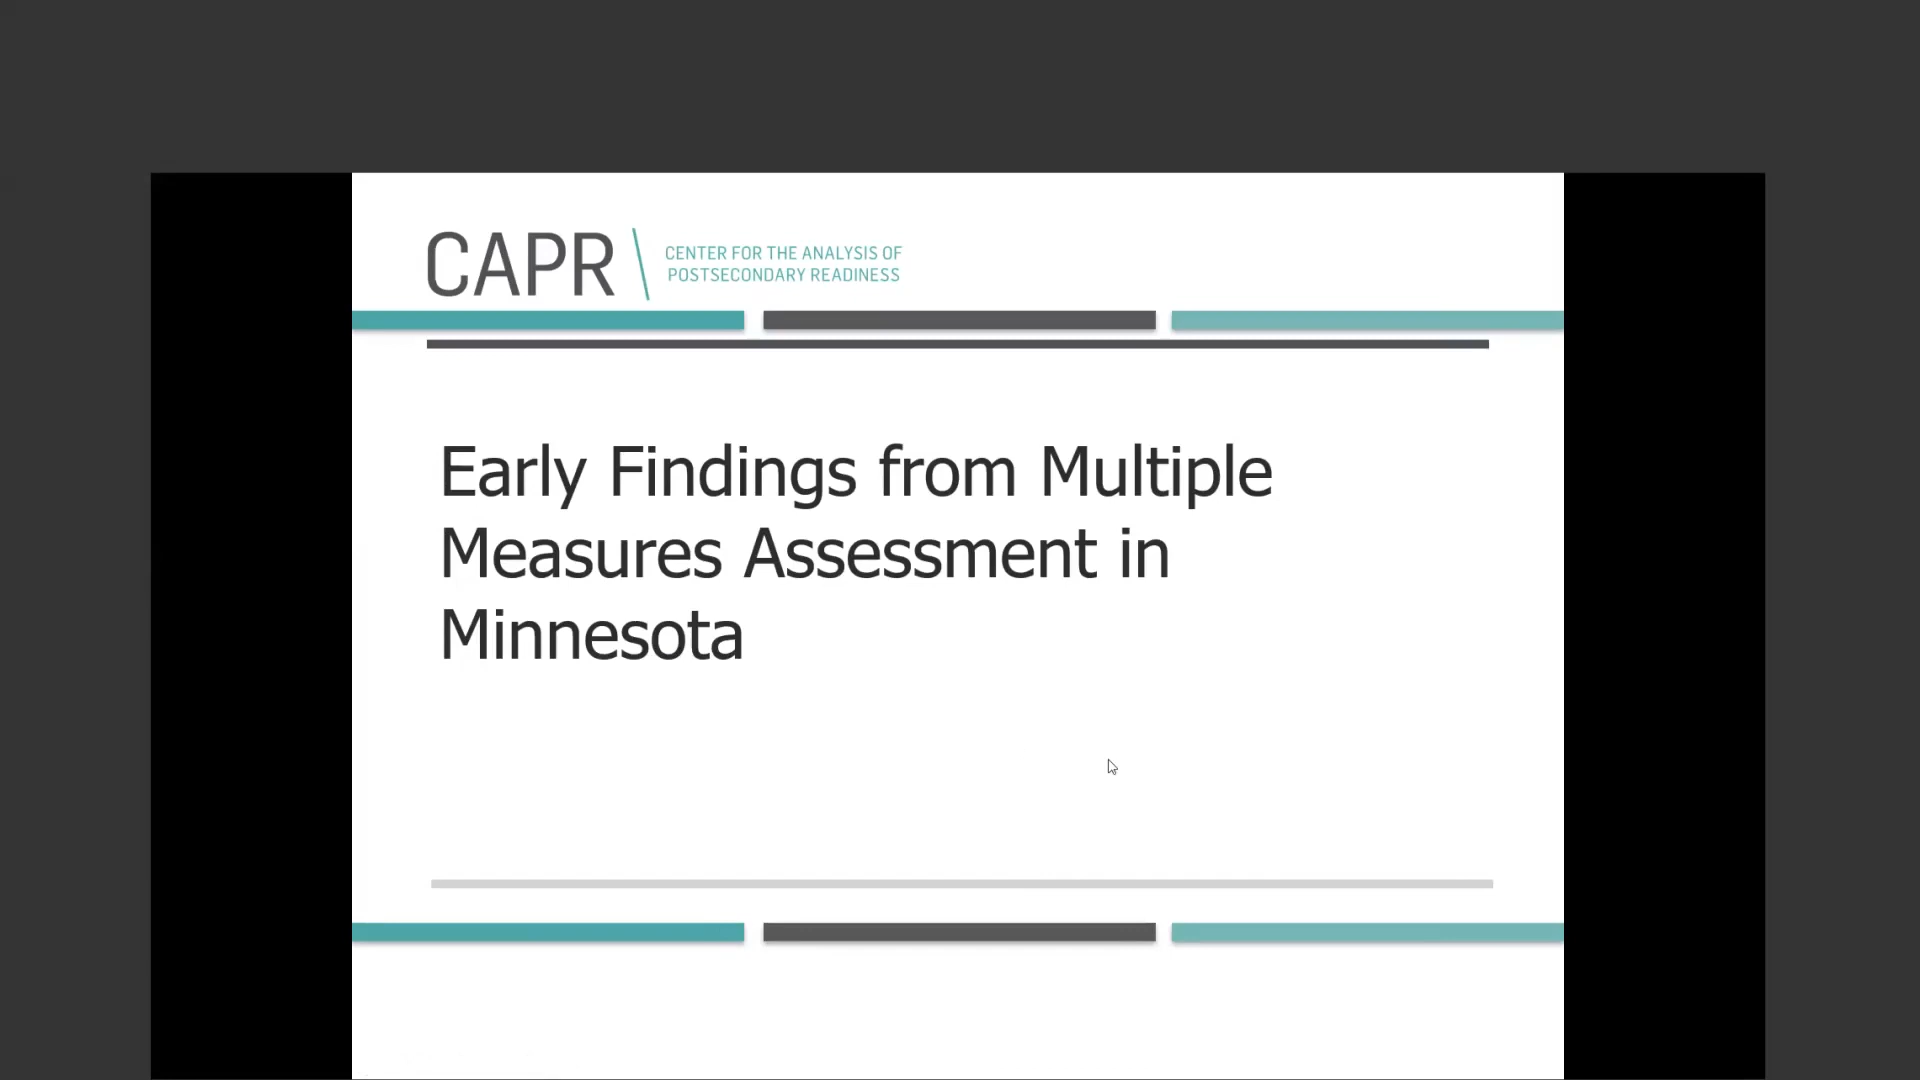 CAPR
CENTER FOR THE ANALYSIS OF
POSTSECONDARY READINESS
Early Findings from Multiple
Measures Assessment in
Minnesota